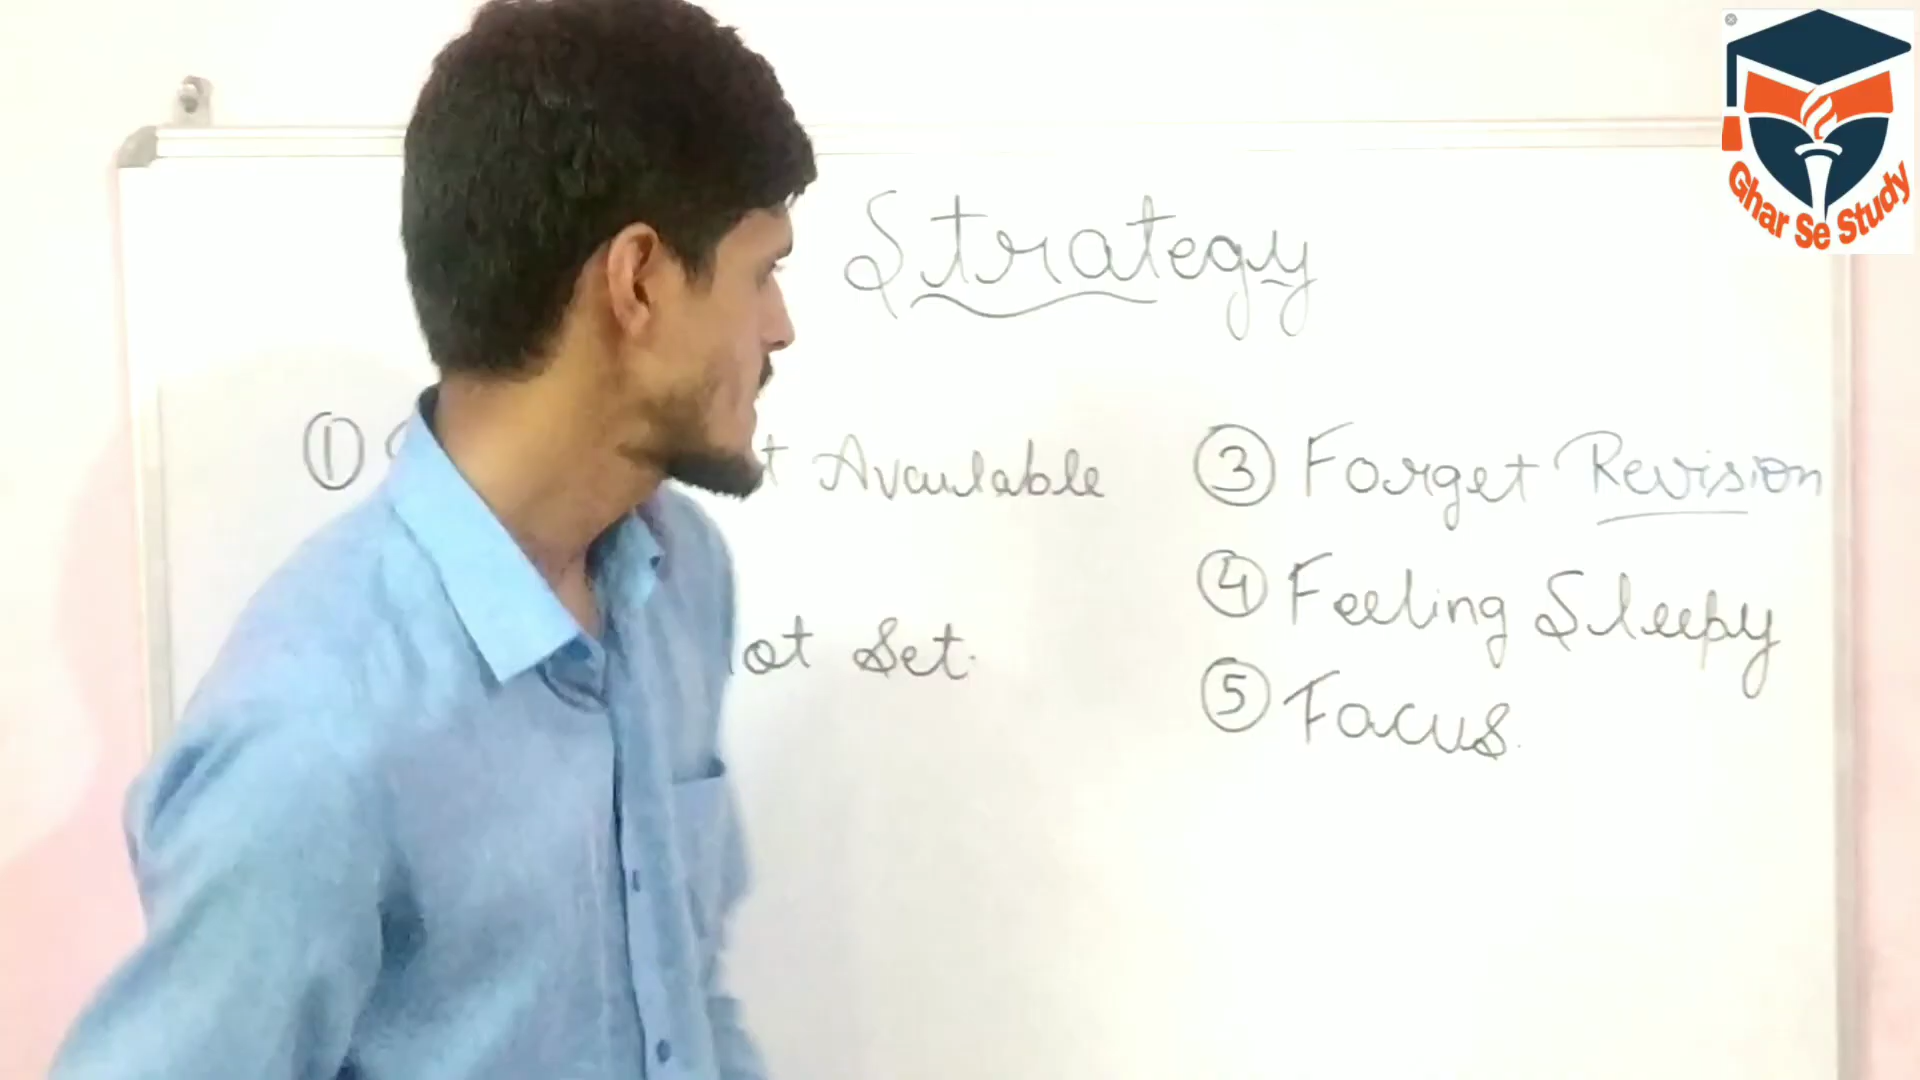 Strategy
① Available
ot Set.
③ Forget Revision
④ Feeling Sleepy
⑤ Focus.
Ghar Se Study